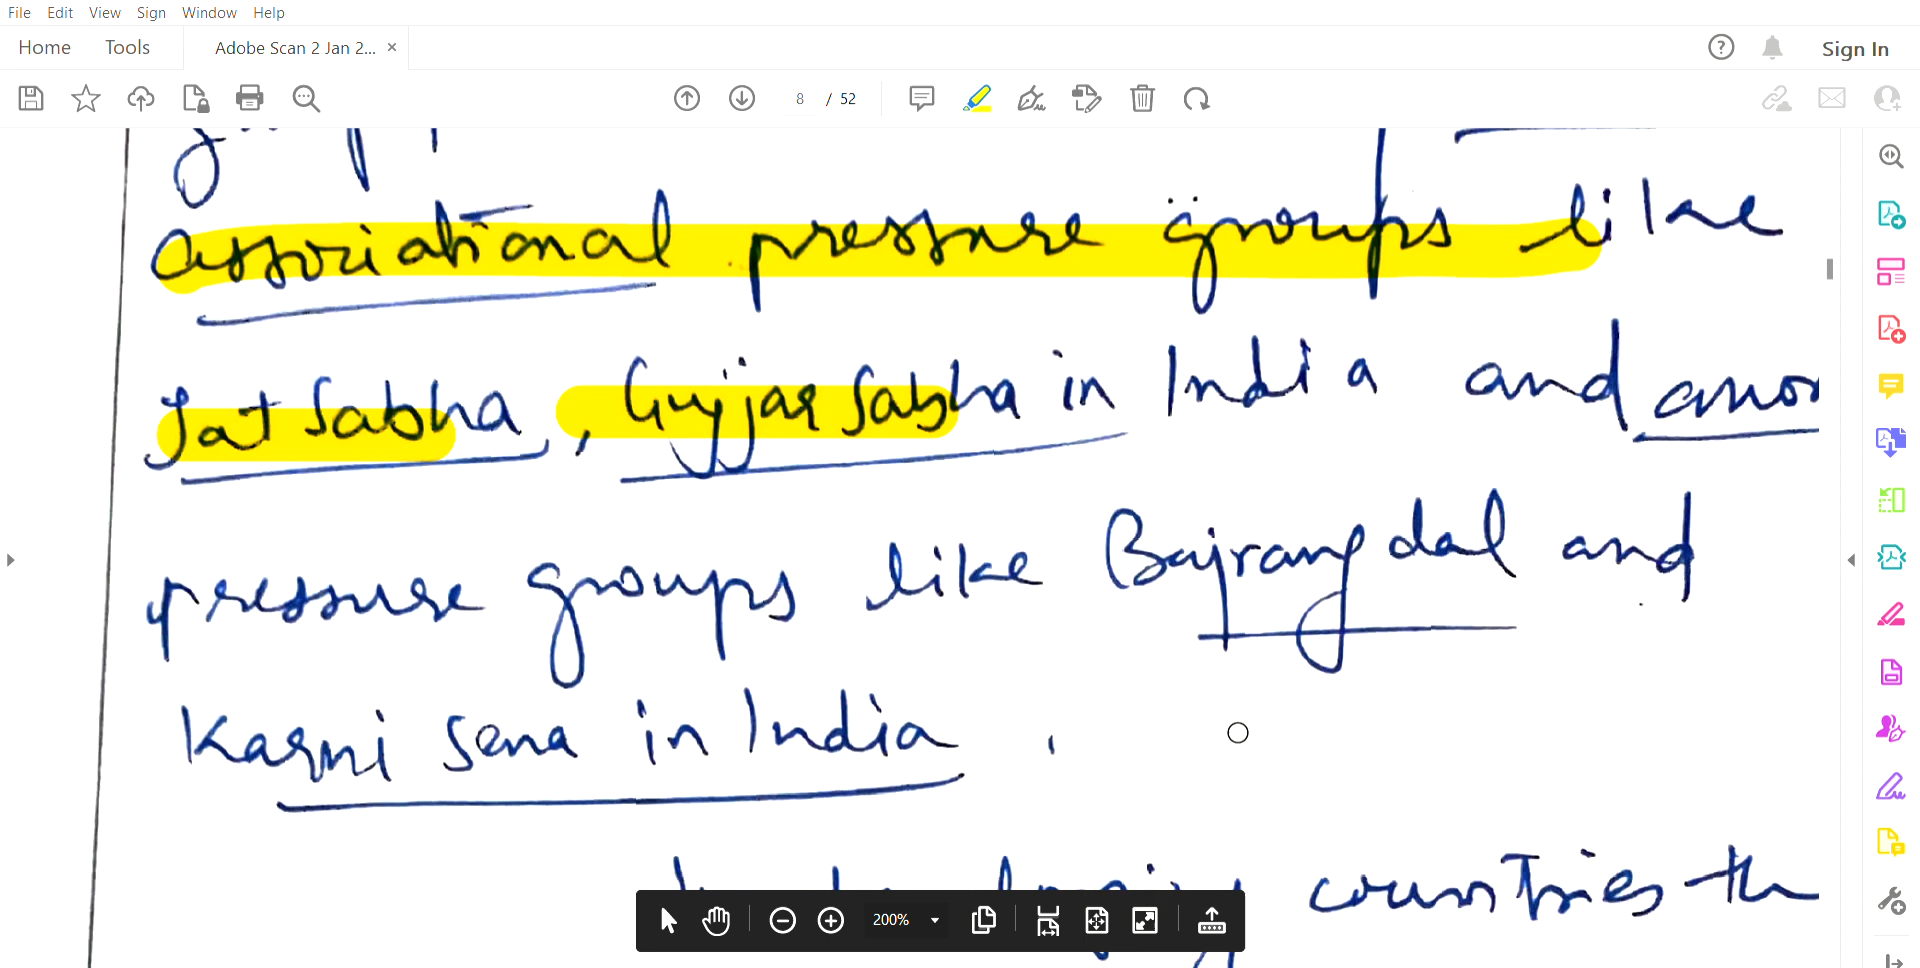 File Edit View Sign Window Help
Home Tools Adobe Scan 2 Jan 2... × Sign In
8 / 52
associational pressure groups like
Jat Sabha, Gujjar Sabha in India and anom
pressure groups like Bajrang dal and
Karni Sena in India.
countries th
200%